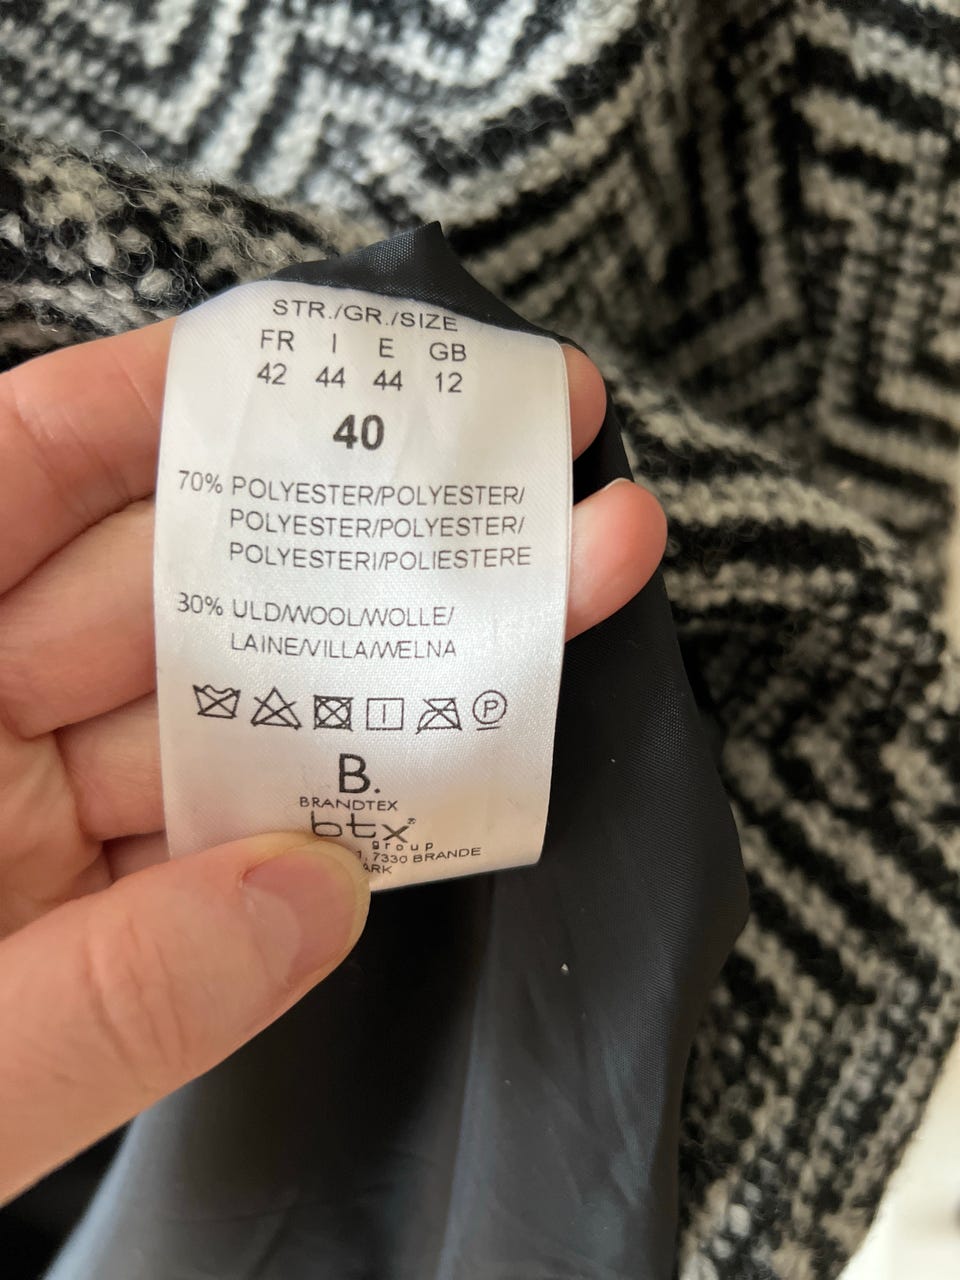 STR./GR./SIZE
FR I E GB
42 44 44 12
40
70% POLYESTER/POLYESTER/
POLYESTER/POLYESTER/
POLYESTERI/POLIESTERE
30% ULD/WOOL/WOLLE/
LAINE/VILLA/WELNA
P
B.
BRANDTEX
btx®
group
, 7330 BRANDE